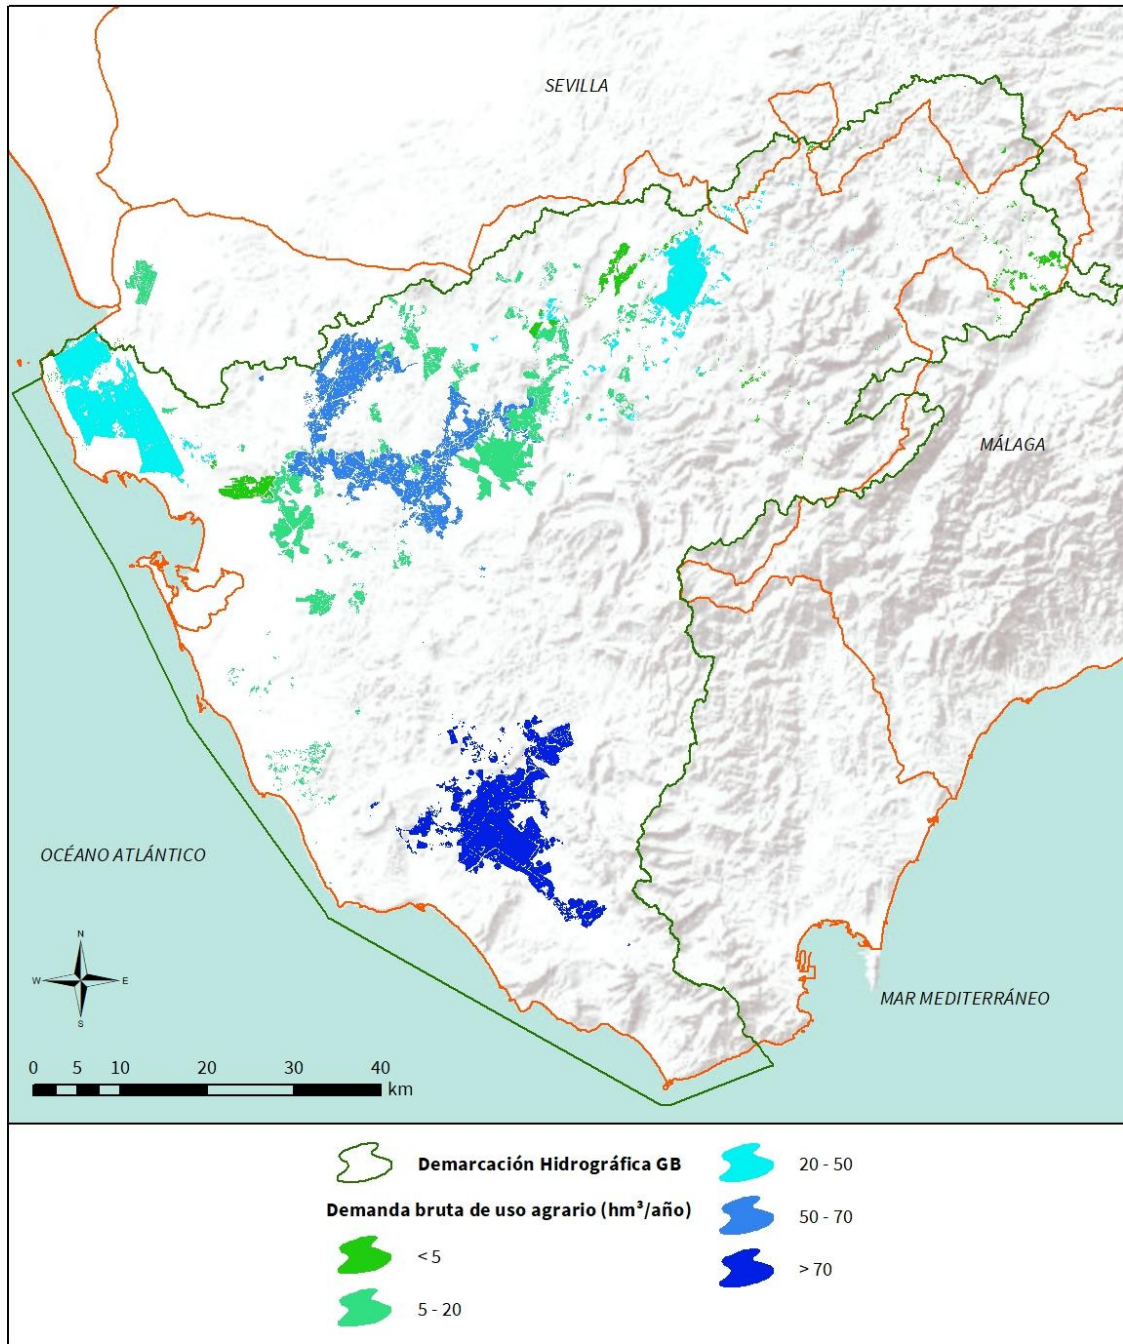 SEVILLA
MÁLAGA
OCÉANO ATLÁNTICO
N
W E
S
MAR MEDITERRÁNEO
0 5 10 20 30 40
km
Demarcación Hidrográfica GB
Demanda bruta de uso agrario (hm³/año)
< 5
5 - 20
20 - 50
50 - 70
> 70